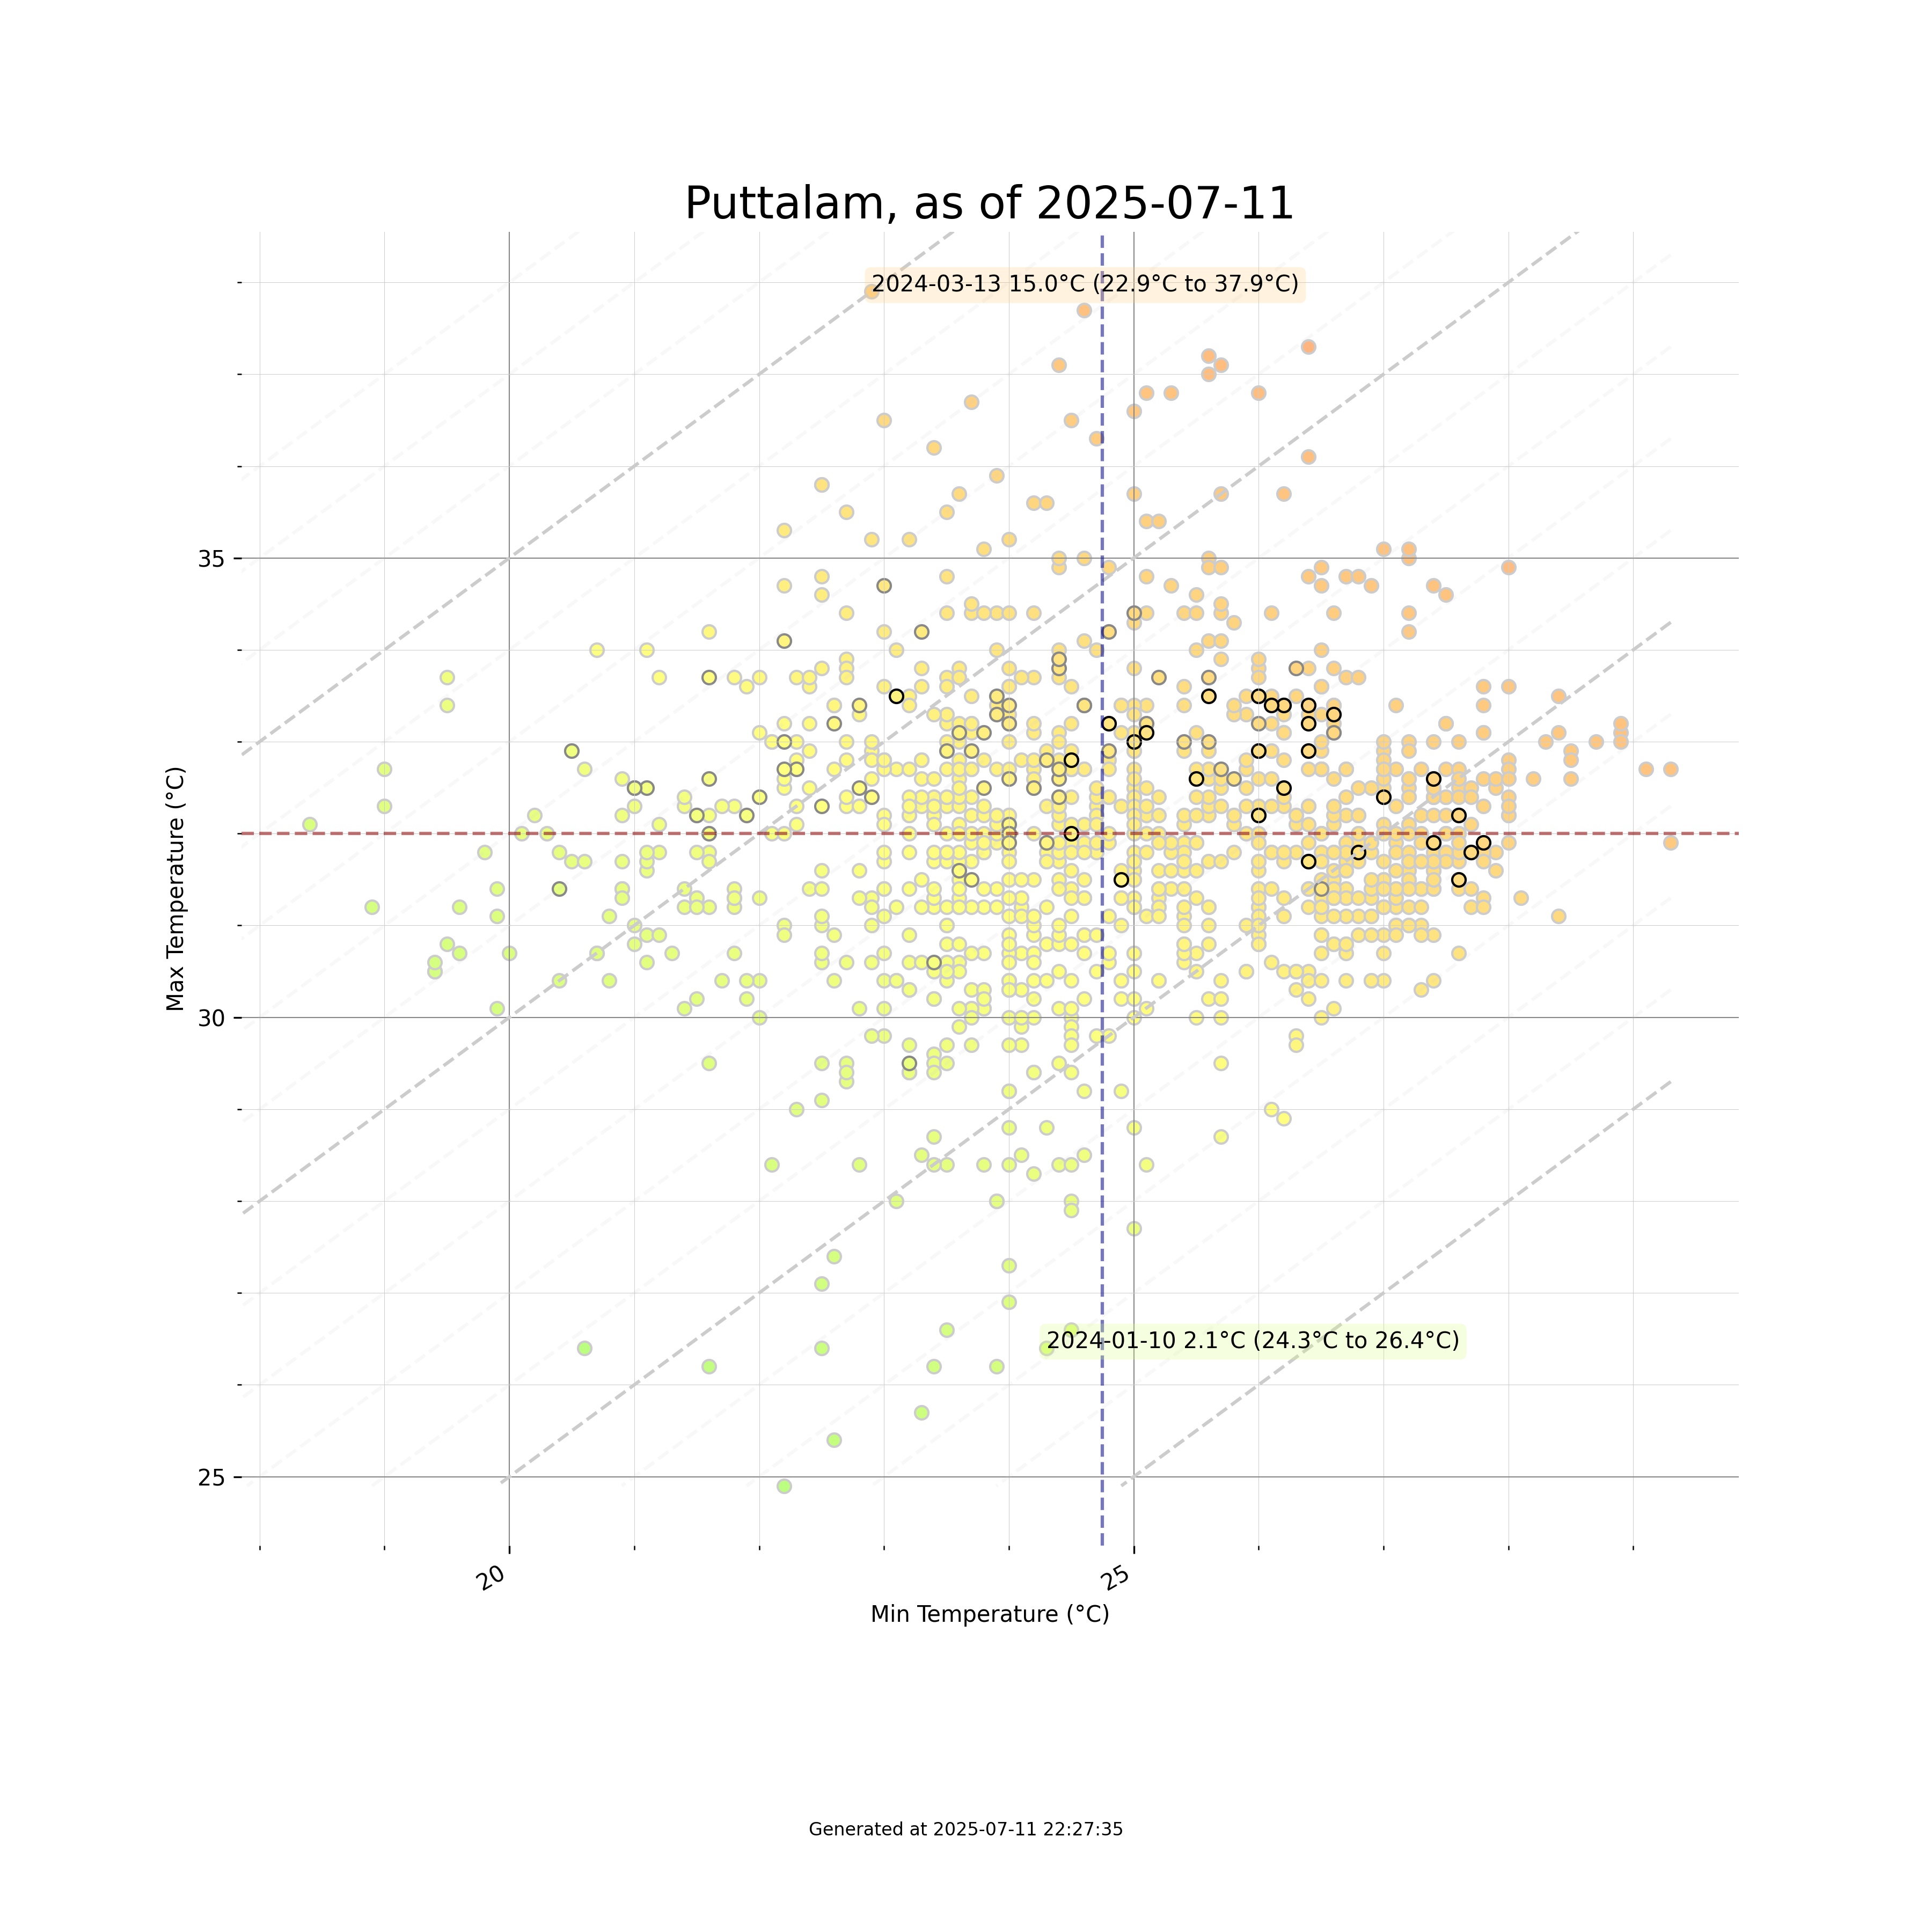 Puttalam, as of 2025-07-11
2024-03-13 15.0°C (22.9°C to 37.9°C)
35
Max Temperature (°C)
30
2024-01-10 2.1°C (24.3°C to 26.4°C)
25
20
25
Min Temperature (°C)
Generated at 2025-07-11 22:27:35